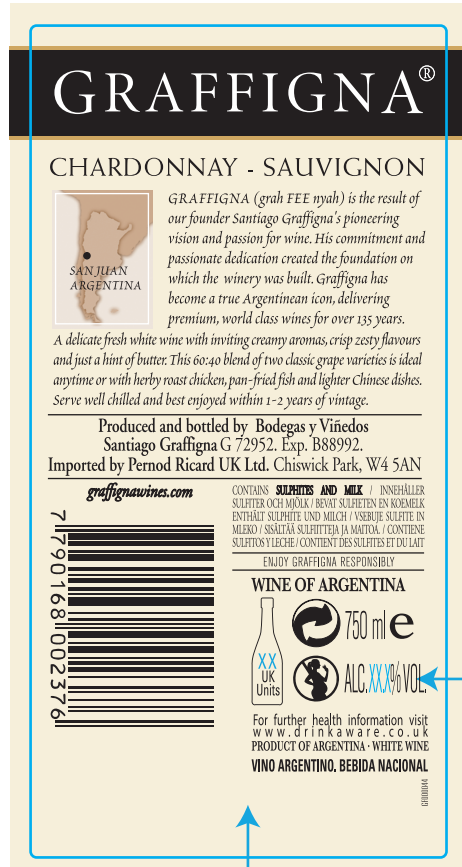 GRAFFIGNA®
CHARDONNAY - SAUVIGNON
GRAFFIGNA (grah FEE nyah) is the result of
our founder Santiago Graffigna's pioneering
vision and passion for wine. His commitment and
passionate dedication created the foundation on
which the winery was built. Graffigna has
become a true Argentinean icon, delivering
premium, world class wines for over 135 years.
SAN JUAN
ARGENTINA
A delicate fresh white wine with inviting creamy aromas, crisp zesty flavours
and just a hint of butter. This 60:40 blend of two classic grape varieties is ideal
anytime or with herby roast chicken, pan-fried fish and lighter Chinese dishes.
Serve well chilled and best enjoyed within 1-2 years of vintage.
Produced and bottled by Bodegas y Viñedos
Santiago Graffigna G 72952. Exp. B88992.
Imported by Pernod Ricard UK Ltd. Chiswick Park, W4 5AN
graffignawines.com
7 790168 002376
CONTAINS SULPHITES AND MILK / INNEHÅLLER
SULFITER OCH MJÖLK / BEVAT SULFIETEN EN KOEMELK
ENTHÄLT SULPHITE UND MILCH / VSEBUJE SULFITE IN
MLEKO / SISÄLTÄÄ SULFIITTEJA JA MAITOA. / CONTIENE
SULFITOS Y LECHE / CONTIENT DES SULFITES ET DU LAIT
ENJOY GRAFFIGNA RESPONSIBLY
WINE OF ARGENTINA
XX
UK
Units
750 ml e
ALC.XX.X% VOL.
For further health information visit
www.drinkaware.co.uk
PRODUCT OF ARGENTINA · WHITE WINE
VINO ARGENTINO. BEBIDA NACIONAL